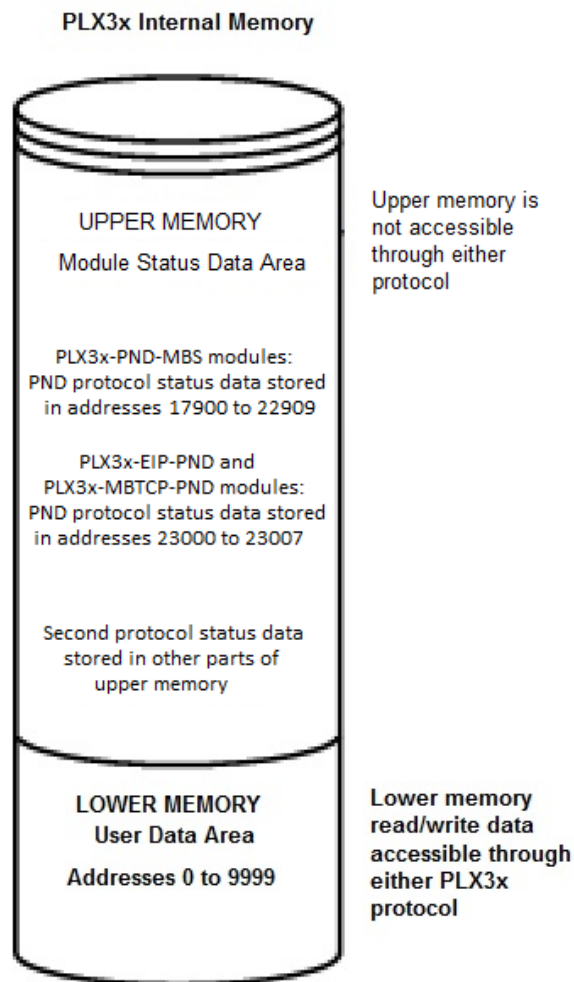 PLX3x Internal Memory
UPPER MEMORY
Module Status Data Area
Upper memory is
not accessible
through either
protocol
PLX3x-PND-MBS modules:
PND protocol status data stored
in addresses 17900 to 22909
PLX3x-EIP-PND and
PLX3x-MBTCP-PND modules:
PND protocol status data stored
in addresses 23000 to 23007
Second protocol status data
stored in other parts of
upper memory
LOWER MEMORY
User Data Area
Addresses 0 to 9999
Lower memory
read/write data
accessible through
either PLX3x
protocol